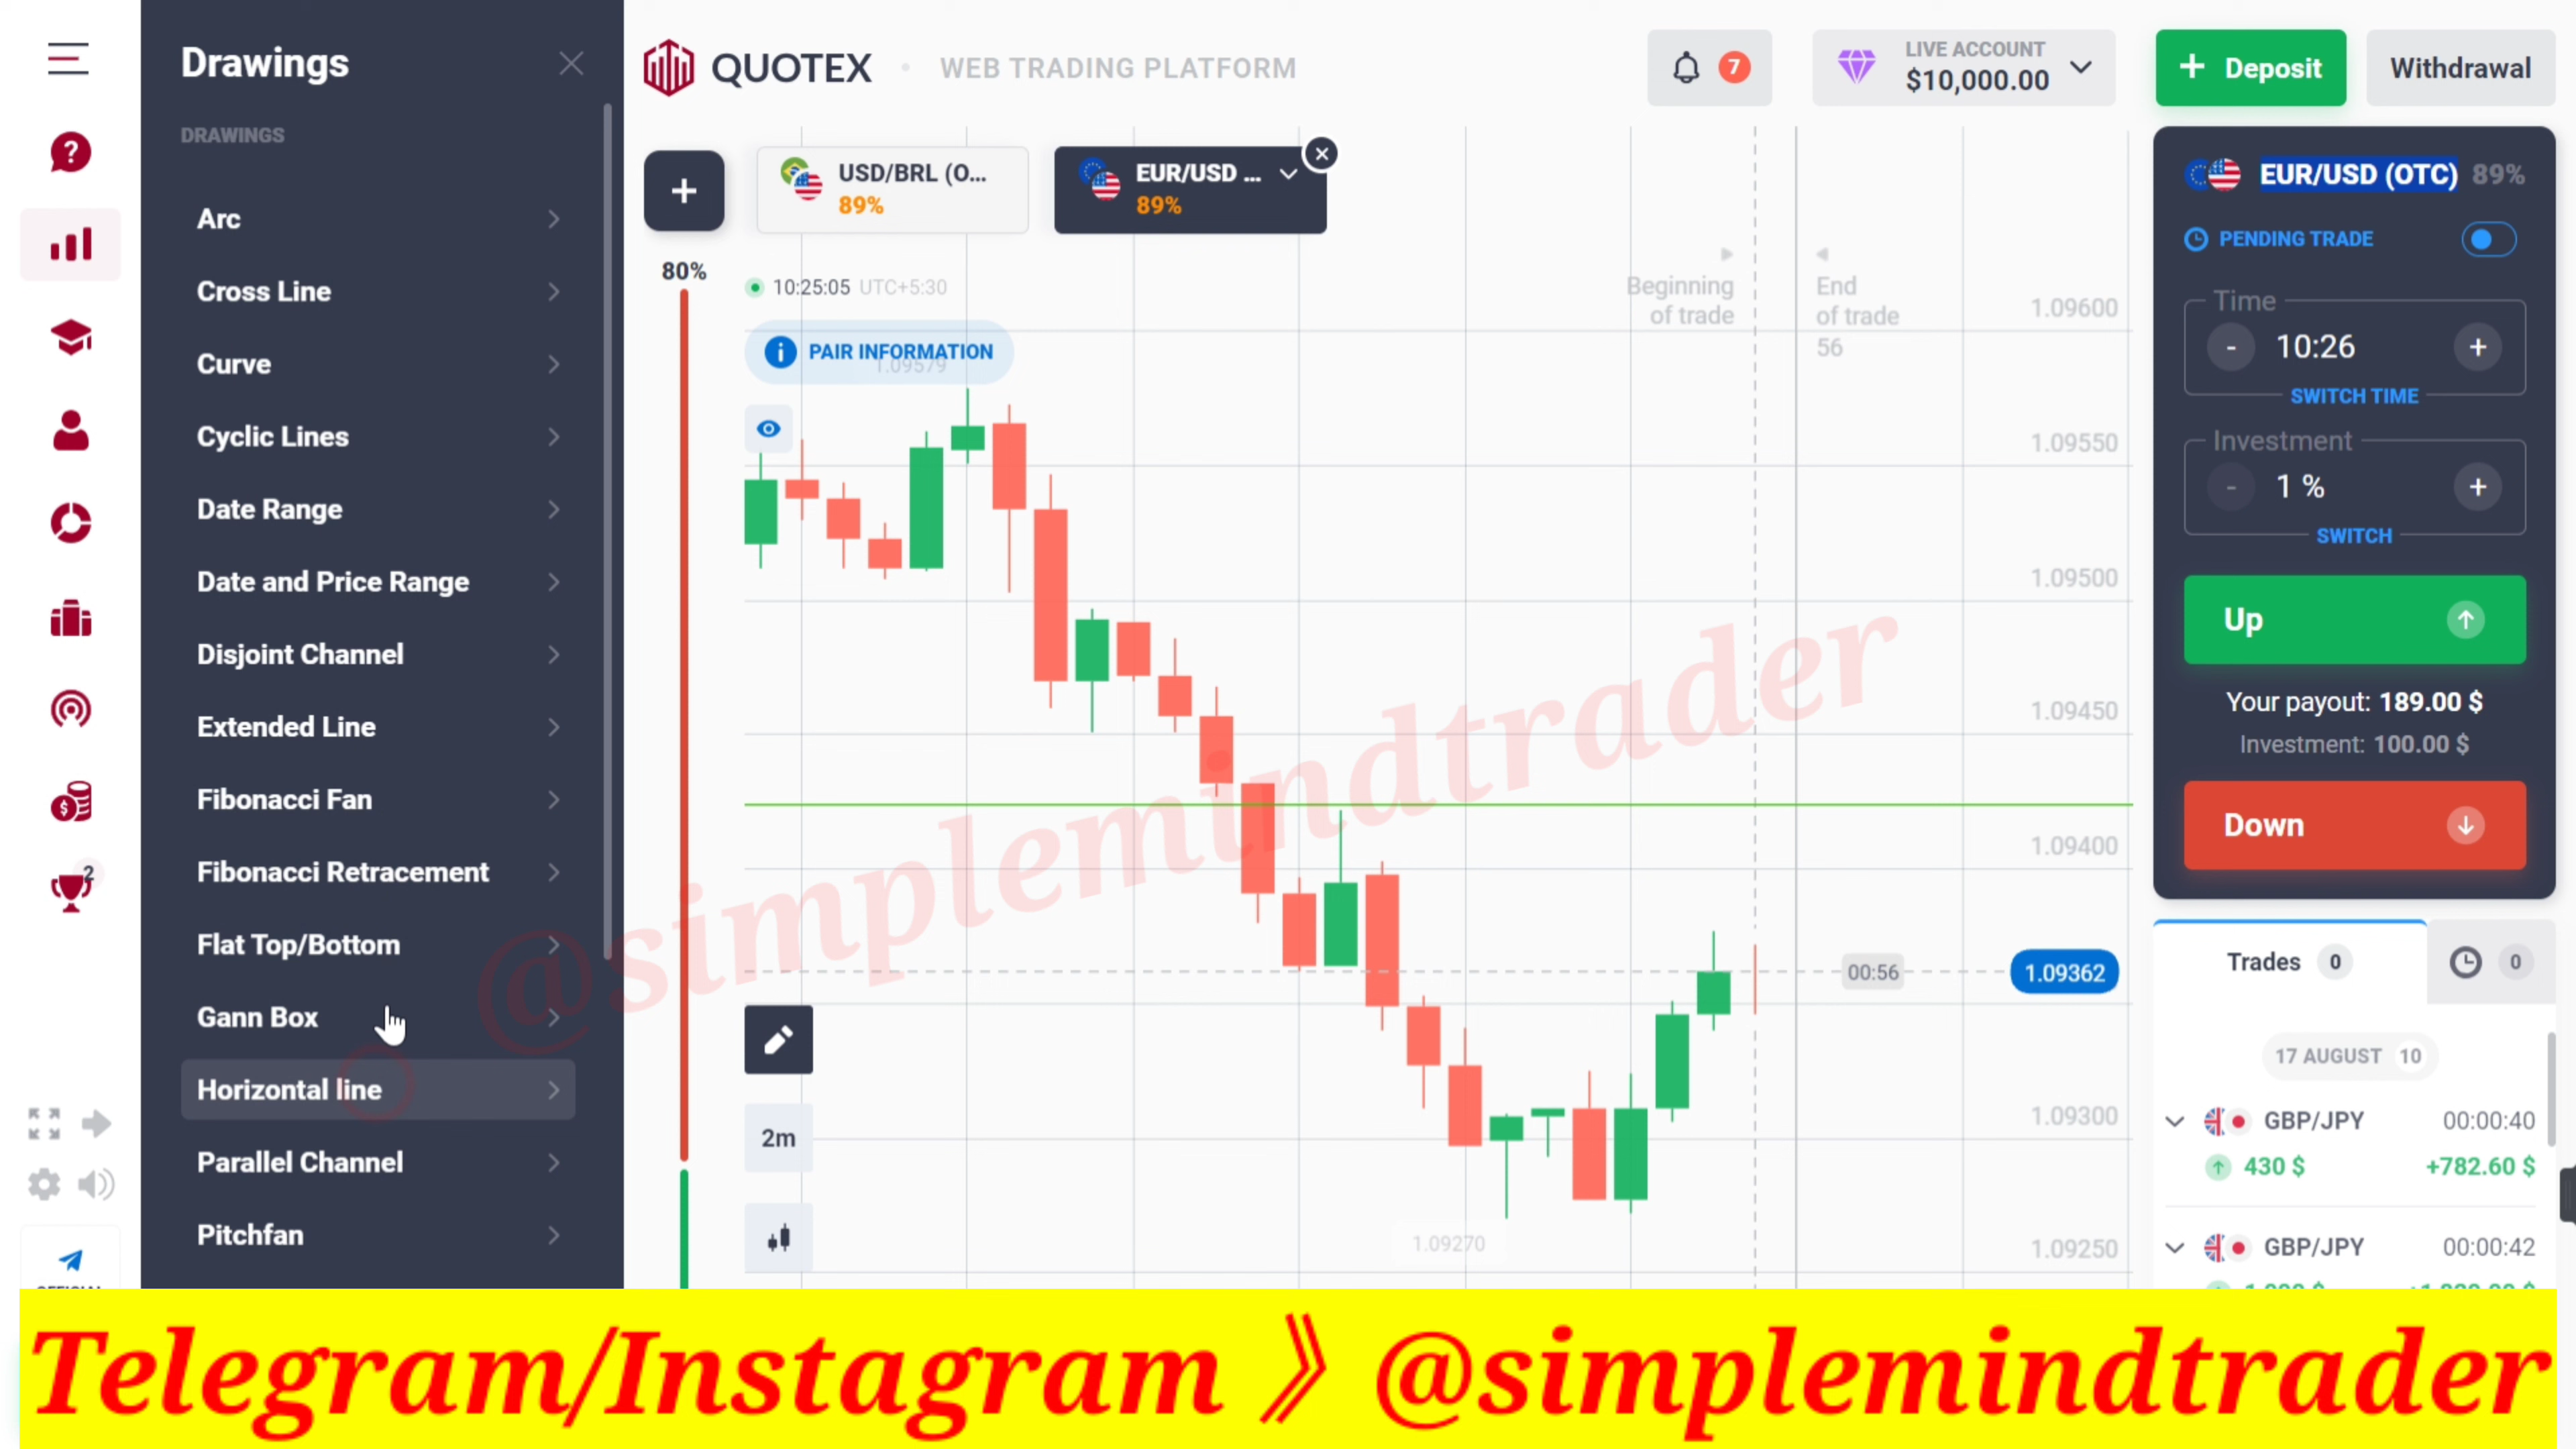 Drawings
DRAWINGS
Arc
Cross Line
Curve
Cyclic Lines
Date Range
Date and Price Range
Disjoint Channel
Extended Line
Fibonacci Fan
Fibonacci Retracement
Flat Top/Bottom
Gann Box
Horizontal line
Parallel Channel
Pitchfan
2
QUOTEX
WEB TRADING PLATFORM
7
LIVE ACCOUNT
$10,000.00
+ Deposit
Withdrawal
+
USD/BRL (O...
89%
EUR/USD ...
89%
80%
10:25:05 UTC+5:30
PAIR INFORMATION
1.09579
Beginning
of trade
End
of trade
56
1.09600
1.09550
1.09500
1.09450
1.09400
1.09362
1.09300
1.09250
00:56
1.09270
2m
@simplemindtrader
EUR/USD (OTC) 89%
PENDING TRADE
Time
- 10:26 +
SWITCH TIME
Investment
- 1 % +
SWITCH
Up
Your payout: 189.00 $
Investment: 100.00 $
Down
Trades 0
0
17 AUGUST 10
GBP/JPY 00:00:40
430 $ +782.60 $
GBP/JPY 00:00:42
Telegram/Instagram 》@simplemindtrader